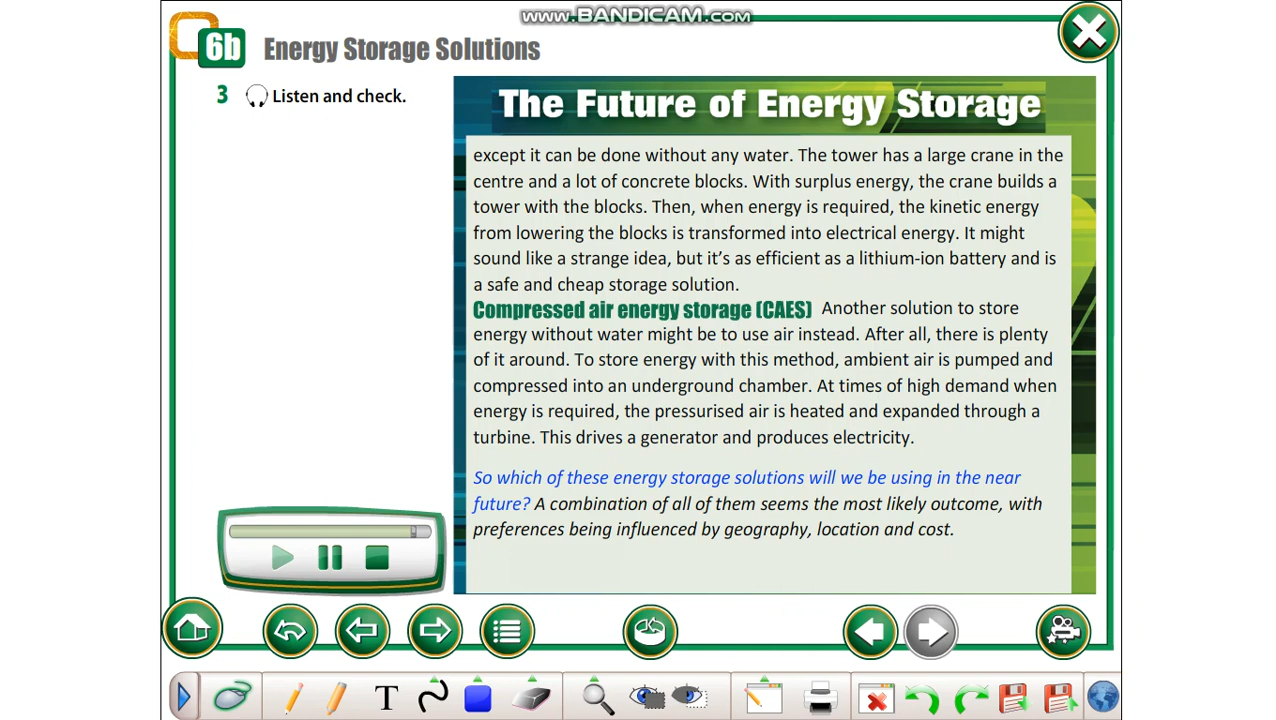 www.BANDICAM.com
6b Energy Storage Solutions
3 Listen and check.
The Future of Energy Storage
except it can be done without any water. The tower has a large crane in the
centre and a lot of concrete blocks. With surplus energy, the crane builds a
tower with the blocks. Then, when energy is required, the kinetic energy
from lowering the blocks is transformed into electrical energy. It might
sound like a strange idea, but it's as efficient as a lithium-ion battery and is
a safe and cheap storage solution.
Compressed air energy storage (CAES) Another solution to store
energy without water might be to use air instead. After all, there is plenty
of it around. To store energy with this method, ambient air is pumped and
compressed into an underground chamber. At times of high demand when
energy is required, the pressurised air is heated and expanded through a
turbine. This drives a generator and produces electricity.
So which of these energy storage solutions will we be using in the near
future? A combination of all of them seems the most likely outcome, with
preferences being influenced by geography, location and cost.
T